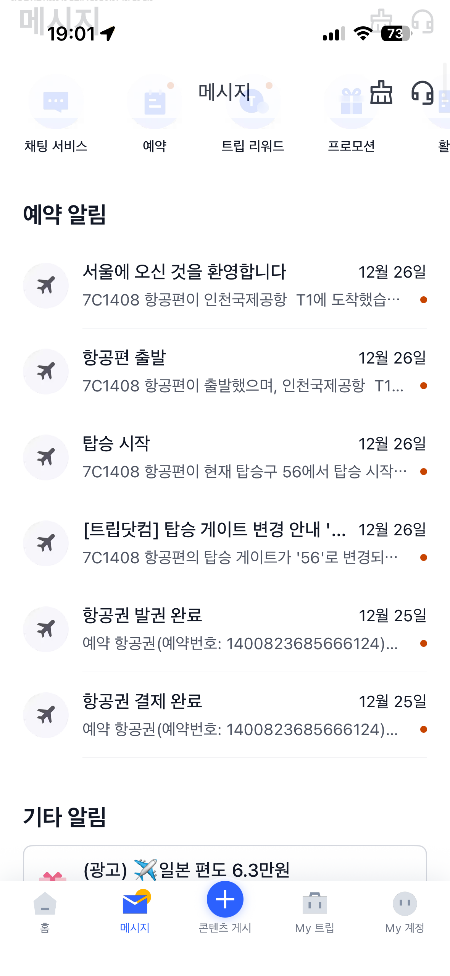 메시지
19:01
73
메시지
채팅 서비스
예약
트립 리워드
프로모션
활
예약 알림
서울에 오신 것을 환영합니다
12월 26일
7C1408 항공편이 인천국제공항 T1에 도착했습…
항공편 출발
12월 26일
7C1408 항공편이 출발했으며, 인천국제공항 T1...
탑승 시작
12월 26일
7C1408 항공편이 현재 탑승구 56에서 탑승 시작…
[트립닷컴] 탑승 게이트 변경 안내 '...
12월 26일
7C1408 항공편의 탑승 게이트가 '56'로 변경되…
항공권 발권 완료
12월 25일
예약 항공권(예약번호: 1400823685666124)...
항공권 결제 완료
12월 25일
예약 항공권(예약번호: 1400823685666124)...
기타 알림
(광고) ✈️일본 편도 6.3만원
홈
메시지
콘텐츠 게시
My 트립
My 계정